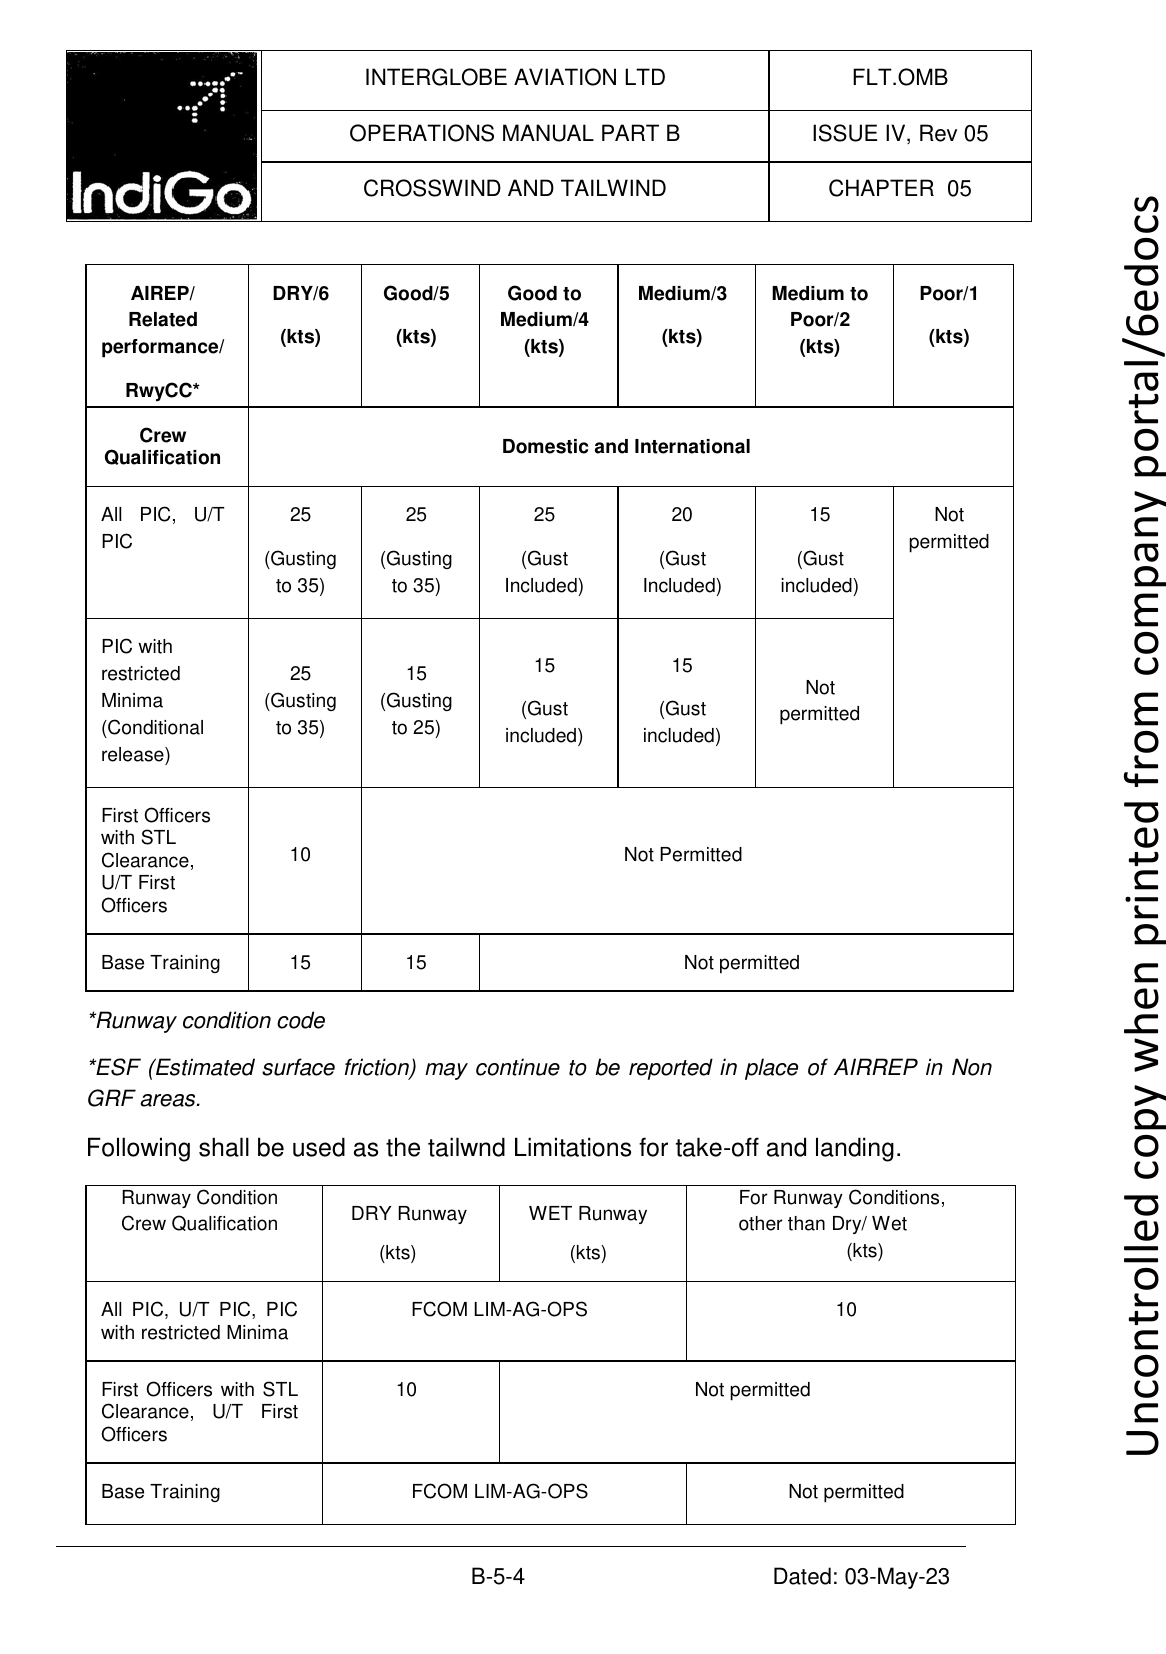 IndiGo
INTERGLOBE AVIATION LTD
FLT.OMB
OPERATIONS MANUAL PART B
ISSUE IV, Rev 05
CROSSWIND AND TAILWIND
CHAPTER 05
AIREP/
Related
performance/
RwyCC*
DRY/6
(kts)
Good/5
(kts)
Good to
Medium/4
(kts)
Medium/3
(kts)
Medium to
Poor/2
(kts)
Poor/1
(kts)
Crew
Qualification
Domestic and International
All PIC, U/T
PIC
25
(Gusting
to 35)
25
(Gusting
to 35)
25
(Gust
Included)
20
(Gust
Included)
15
(Gust
included)
Not
permitted
PIC with
restricted
Minima
(Conditional
release)
25
(Gusting
to 35)
15
(Gusting
to 25)
15
(Gust
included)
15
(Gust
included)
Not
permitted
First Officers
with STL
Clearance,
U/T First
Officers
10
Not Permitted
Base Training
15
15
Not permitted
*Runway condition code
*ESF (Estimated surface friction) may continue to be reported in place of AIRREP in Non
GRF areas.
Following shall be used as the tailwnd Limitations for take-off and landing.
Runway Condition
Crew Qualification
DRY Runway
(kts)
WET Runway
(kts)
For Runway Conditions,
other than Dry/ Wet
(kts)
All PIC, U/T PIC, PIC
with restricted Minima
FCOM LIM-AG-OPS
10
First Officers with STL
Clearance, U/T First
Officers
10
Not permitted
Base Training
FCOM LIM-AG-OPS
Not permitted
B-5-4
Dated: 03-May-23
Uncontrolled copy when printed from company portal/6edocs